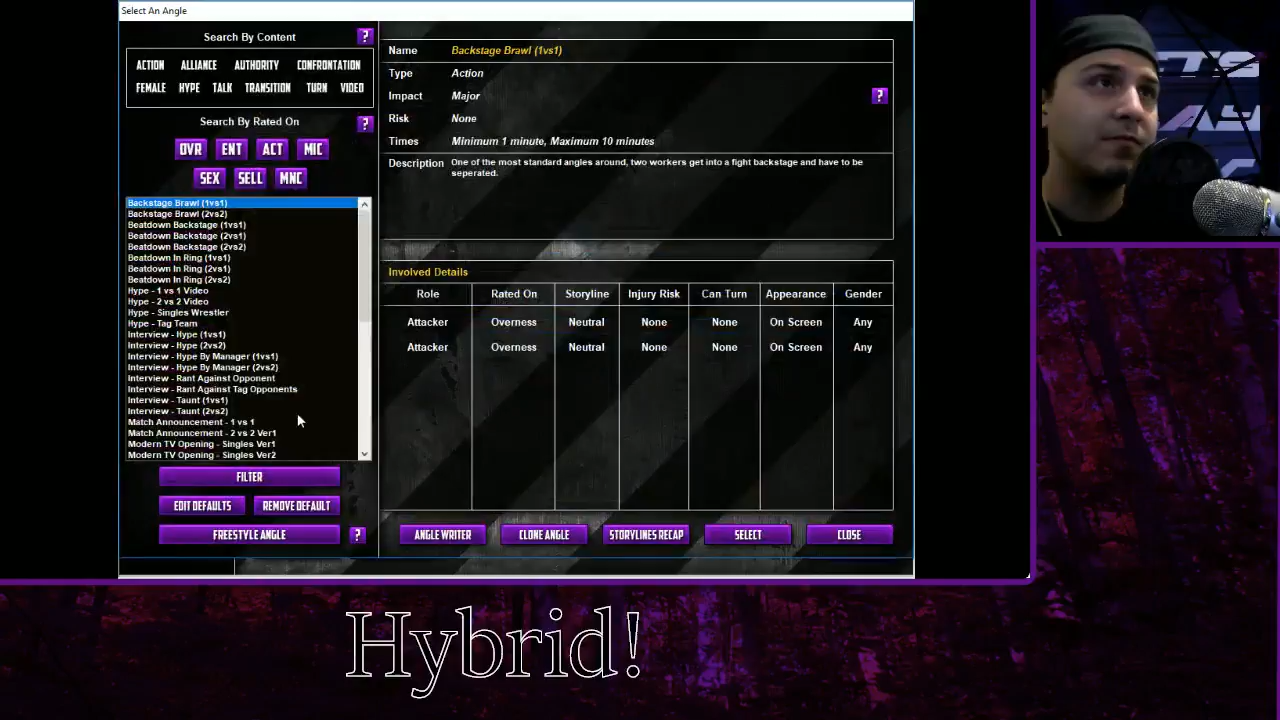 Select An Angle
Search By Content
?
ACTION ALLIANCE AUTHORITY CONFRONTATION
FEMALE HYPE TALK TRANSITION TURN VIDEO
Search By Rated On
?
OVR ENT ACT MIC
SEX SELL MNC
Backstage Brawl (1vs1)
Backstage Brawl (2vs2)
Beatdown Backstage (1vs1)
Beatdown Backstage (2vs1)
Beatdown Backstage (2vs2)
Beatdown In Ring (1vs1)
Beatdown In Ring (2vs1)
Beatdown In Ring (2vs2)
Hype - 1 vs 1 Video
Hype - 2 vs 2 Video
Hype - Singles Wrestler
Hype - Tag Team
Interview - Hype (1vs1)
Interview - Hype (2vs2)
Interview - Hype By Manager (1vs1)
Interview - Hype By Manager (2vs2)
Interview - Rant Against Opponent
Interview - Rant Against Tag Opponents
Interview - Taunt (1vs1)
Interview - Taunt (2vs2)
Match Announcement - 1 vs 1
Match Announcement - 2 vs 2 Ver1
Modern TV Opening - Singles Ver1
Modern TV Opening - Singles Ver2
FILTER
EDIT DEFAULTS REMOVE DEFAULT
FREESTYLE ANGLE ?
Name Backstage Brawl (1vs1)
Type Action
Impact Major ?
Risk None
Times Minimum 1 minute, Maximum 10 minutes
Description One of the most standard angles around, two workers get into a fight backstage and have to be
seperated.
Involved Details
Role Rated On Storyline Injury Risk Can Turn Appearance Gender
Attacker Overness Neutral None None On Screen Any
Attacker Overness Neutral None None On Screen Any
ANGLE WRITER CLONE ANGLE STORYLINES RECAP SELECT CLOSE
Hybrid!